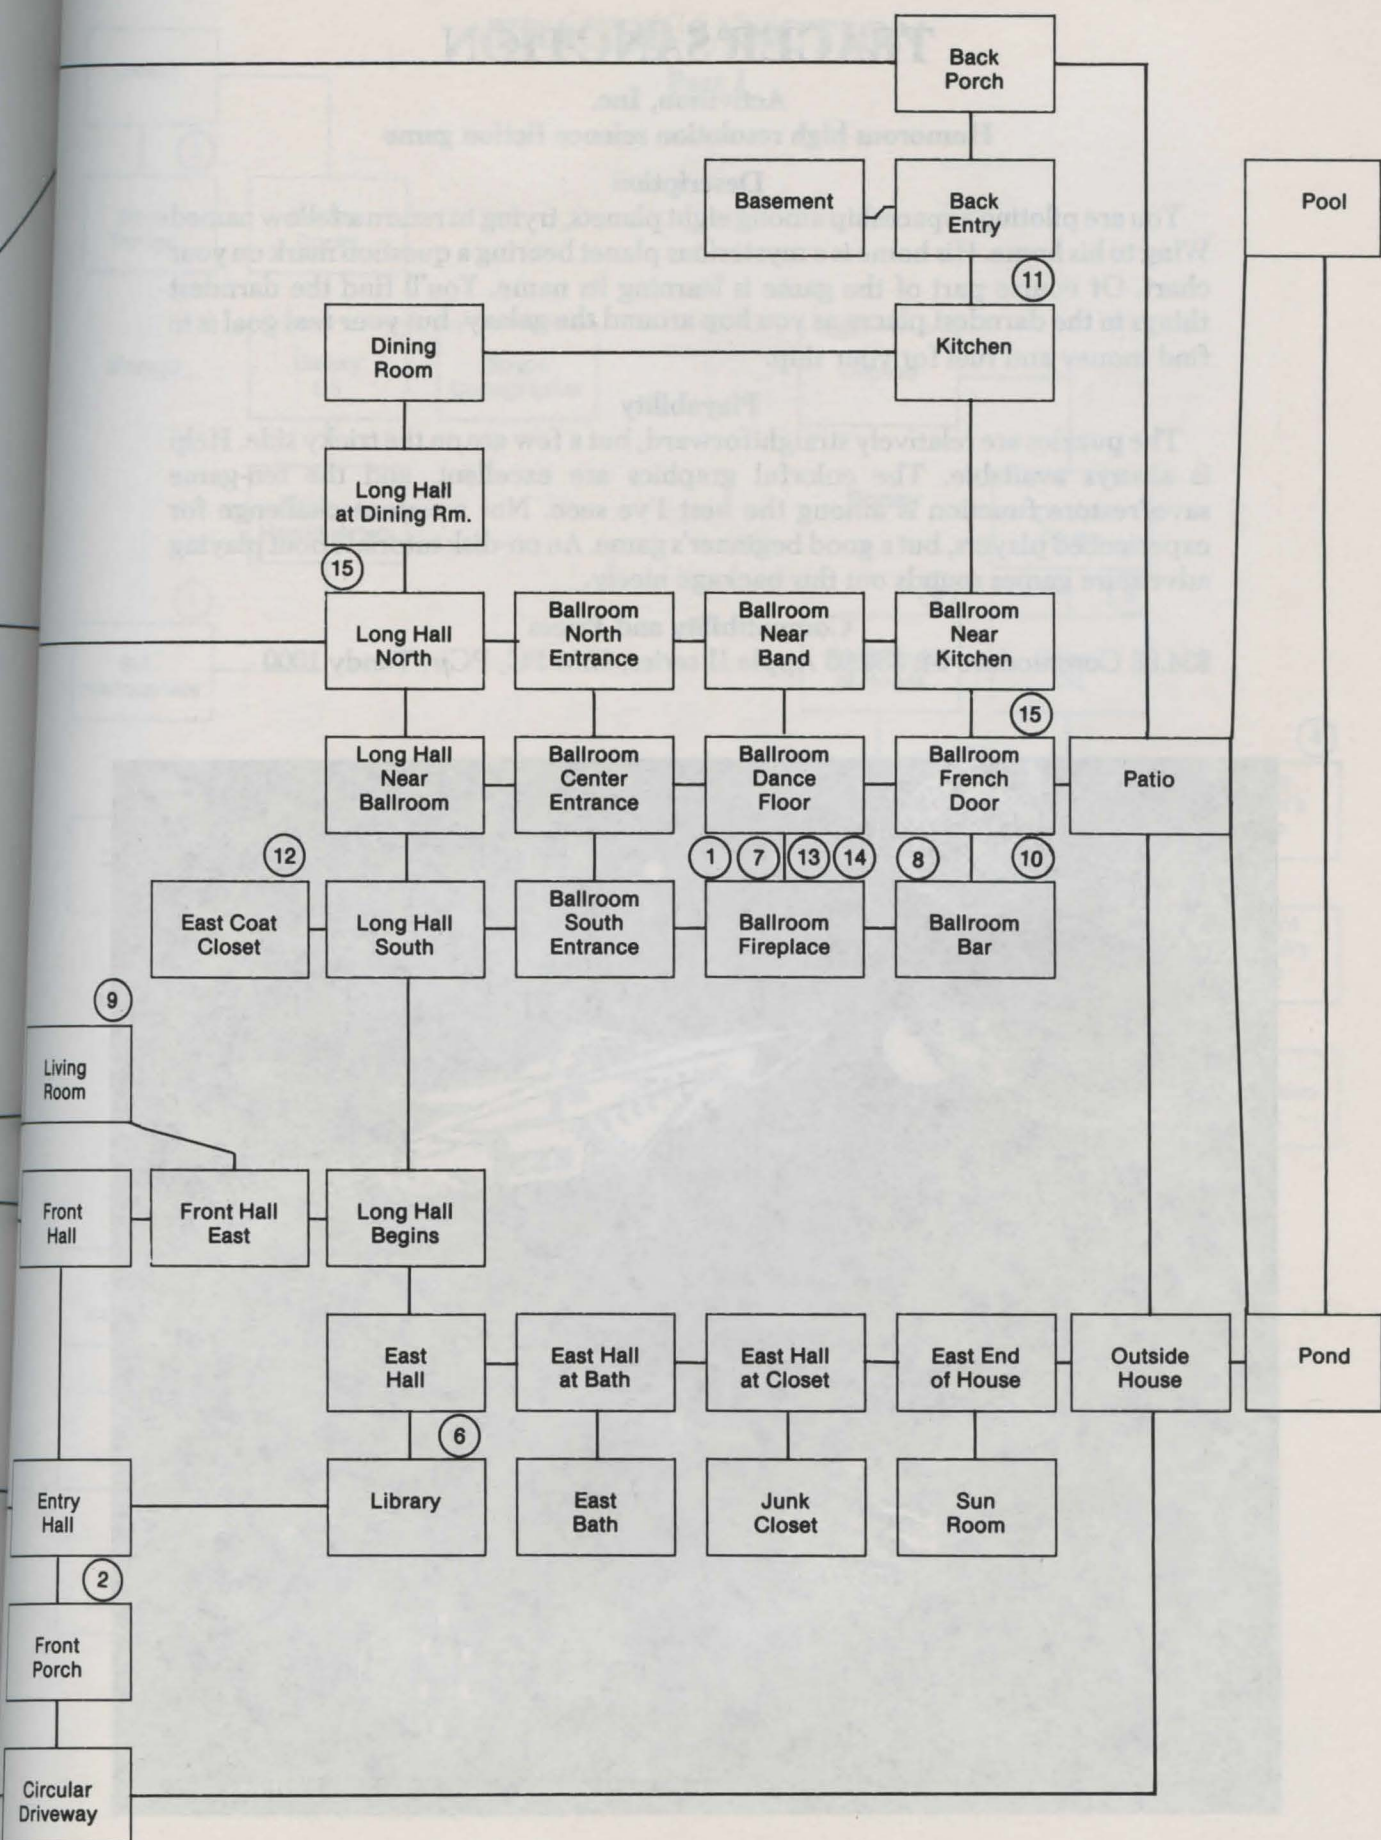 Back
Porch
Basement
Back
Entry
Pool
11
Dining
Room
Kitchen
Long Hall
at Dining Rm.
15
Long Hall
North
Ballroom
North
Entrance
Ballroom
Near
Band
Ballroom
Near
Kitchen
15
Long Hall
Near
Ballroom
Ballroom
Center
Entrance
Ballroom
Dance
Floor
Ballroom
French
Door
Patio
12
1
7
13
14
8
10
East Coat
Closet
Long Hall
South
Ballroom
South
Entrance
Ballroom
Fireplace
Ballroom
Bar
9
Living
Room
Front
Hall
Front Hall
East
Long Hall
Begins
East
Hall
East Hall
at Bath
East Hall
at Closet
East End
of House
Outside
House
Pond
6
Entry
Hall
Library
East
Bath
Junk
Closet
Sun
Room
2
Front
Porch
Circular
Driveway